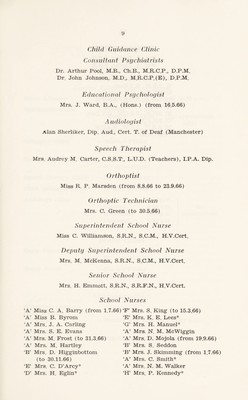 9
Child Guidance Clinic
Consultant Psychiatrists
Dr. Arthur Pool, M.B., Ch.B., M.R.C.P., D.P.M.
Dr. John Johnson, M.D., M.R.C.P.(E), D.P.M.
Educational Psychologist
Mrs. J. Ward, B.A., (Hons.) (from 16.5.66)
Audiologist
Alan Sherliker, Dip. Aud., Cert. T. of Deaf (Manchester)
Speech Therapist
Mrs. Audrey M. Carter, C.S.S.T., L.U.D. (Teachers), I.P.A. Dip.
Orthoptist
Miss R. P. Marsden (from 8.8.66 to 23.9.66)
Orthoptic Technician
Mrs. C. Green (to 30.5.66)
Superintendent School Nurse
Miss C. Williamson, S.R.N., S.C.M., H.V.Cert.
Deputy Superintendent School Nurse
Mrs. M. McKenna, S.R.N., S.C.M., H.V.Cert.
Senior School Nurse
Mrs. H. Emmott, S.R.N., S.R.F.N., H.V.Cert.
School Nurses
'A' Miss C. A. Barry (from 1.7.66) 'F' Mrs. S. King (to 15.3.66)
'A' Miss B. Byrom 'E' Mrs. K. E. Lees*
'A' Mrs. J. A. Carling 'G' Mrs. H. Manuel*
'A' Mrs. S. E. Evans 'A' Mrs. N. M. McWiggin
'A' Mrs. M. Frost (to 31.3.66) 'A' Mrs. D. Mojola (from 19.9.66)
'A' Mrs. M. Hartley 'B' Mrs. S. Seddon
'B' Mrs. D. Higginbottom 'B' Mrs. J. Skimming (from 1.7.66)
(to 30.11.66) 'A' Mrs. C. Smith*
'E' Mrs. C. D'Arcy* 'A' Mrs. N. M. Walker
'D' Mrs. H. Eglin* 'H' Mrs. P. Kennedy*